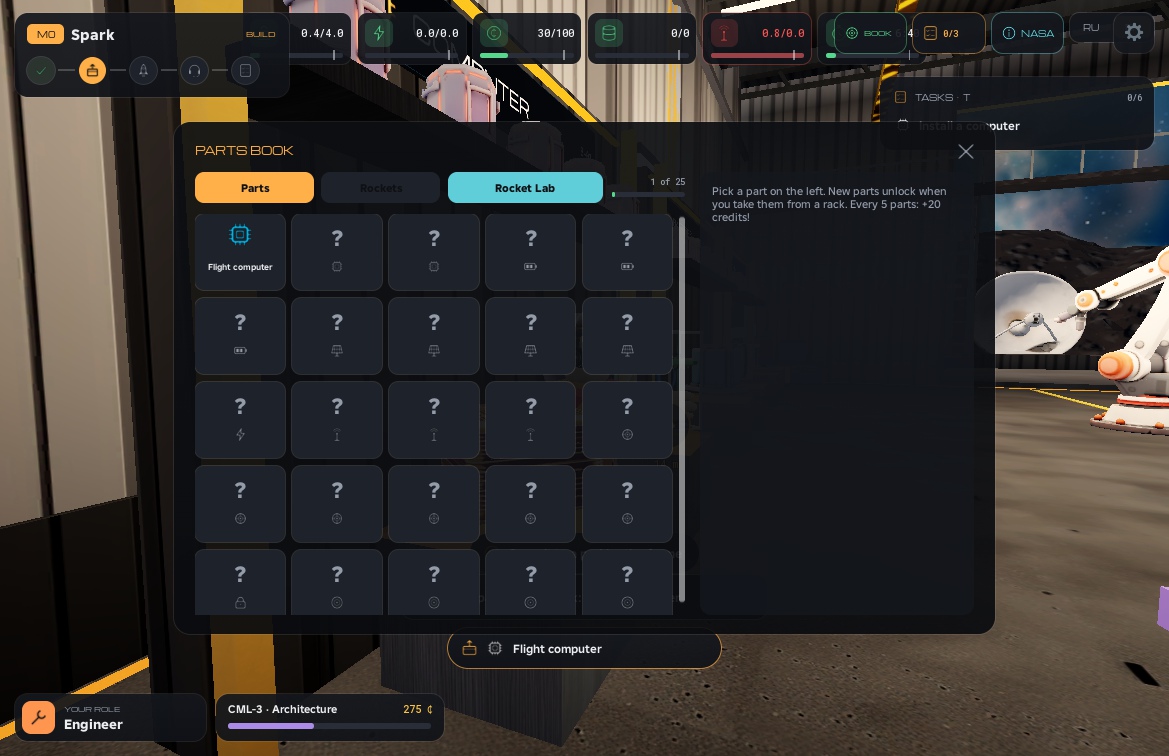 M0 Spark BUILD
0.4/4.0
0.0/0.0
30/100
0/0
0.8/0.0
BOOK
0/3
NASA
RU
TASKS · T 0/6
Install a computer
PARTS BOOK
Parts
Rockets
Rocket Lab
1 of 25
Pick a part on the left. New parts unlock when
you take them from a rack. Every 5 parts: +20
credits!
Flight computer
? ? ? ?
? ? ? ? ?
? ? ? ? ?
? ? ? ? ?
? ? ? ? ?
Flight computer
YOUR ROLE
Engineer
CML-3 · Architecture 275 ¢